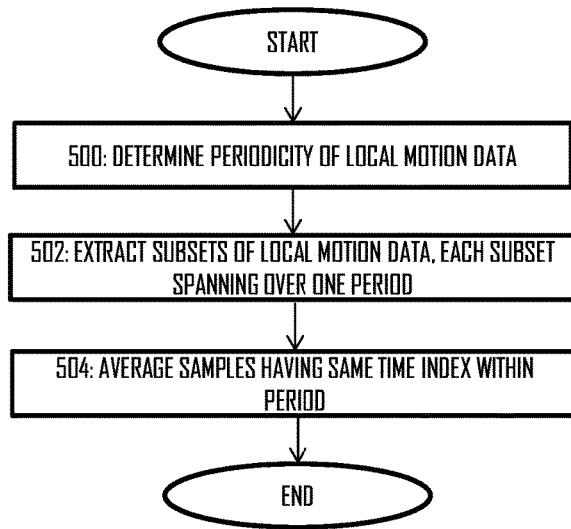 START
500: DETERMINE PERIODICITY OF LOCAL MOTION DATA
502: EXTRACT SUBSETS OF LOCAL MOTION DATA, EACH SUBSET
SPANNING OVER ONE PERIOD
504: AVERAGE SAMPLES HAVING SAME TIME INDEX WITHIN
PERIOD
END